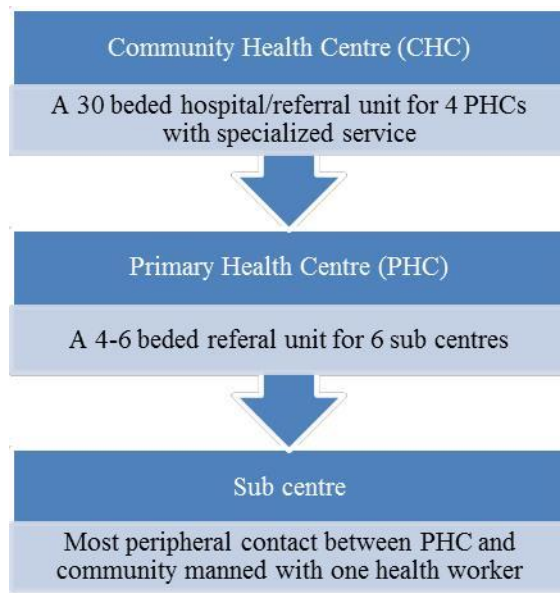 Community Health Centre (CHC)
A 30 beded hospital/referral unit for 4 PHCs
with specialized service
Primary Health Centre (PHC)
A 4-6 beded referal unit for 6 sub centres
Sub centre
Most peripheral contact between PHC and
community manned with one health worker